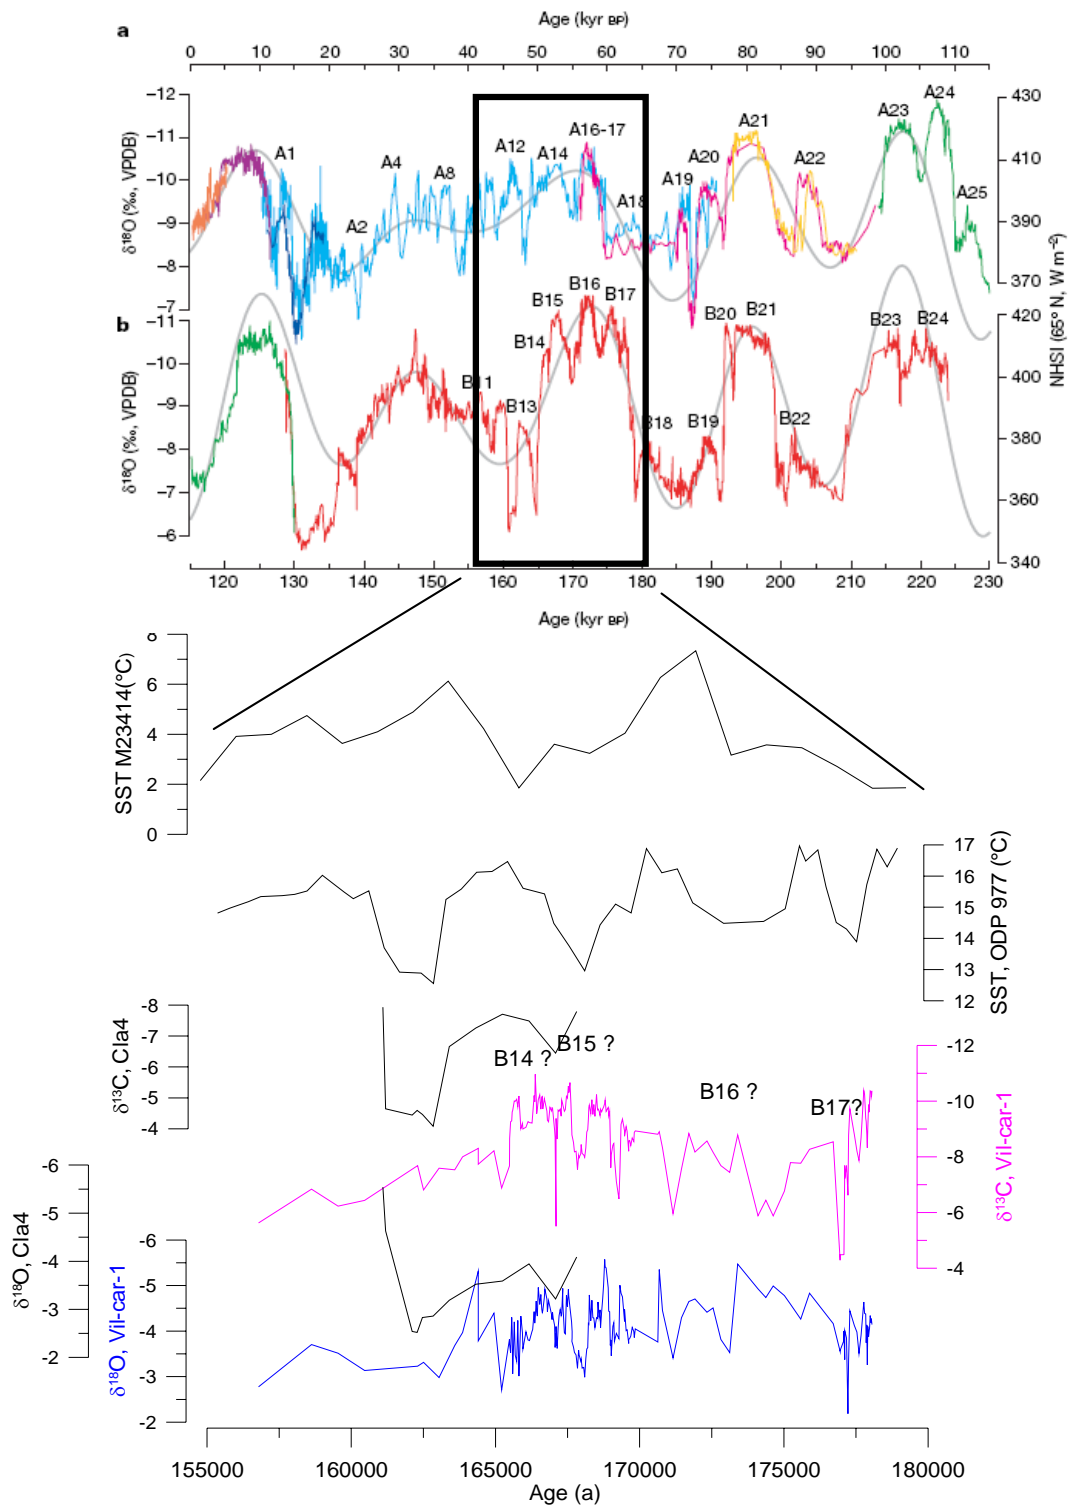 Age (kyr BP)
a
0 10 20 30 40 50 60 70 80 90 100 110
−12
−11
−10
−9
−8
−7
δ18O (‰, VPDB)
A1 A2 A4 A8 A12 A14 A16-17 A18 A19 A20 A21 A22 A23 A24 A25
430
410
390
370
b
−11
−10
−9
−8
−7
−6
δ18O (‰, VPDB)
B11 B13 B14 B15 B16 B17 B18 B19 B20 B21 B22 B23 B24
420
400
380
360
340
NHSI (65° N, W m−2)
120 130 140 150 160 170 180 190 200 210 220 230
Age (kyr BP)
8
6
4
2
0
SST M23414(°C)
17
16
15
14
13
12
SST, ODP 977 (°C)
-8
-7
-6
-5
-4
δ13C, Cla4
B14 ? B15 ?
B16 ?
B17?
-12
-10
-8
-6
-4
δ13C, Vil-car-1
-6
-5
-4
-3
-2
δ18O, Cla4
-6
-5
-4
-3
-2
δ18O, Vil-car-1
155000 160000 165000 170000 175000 180000
Age (a)